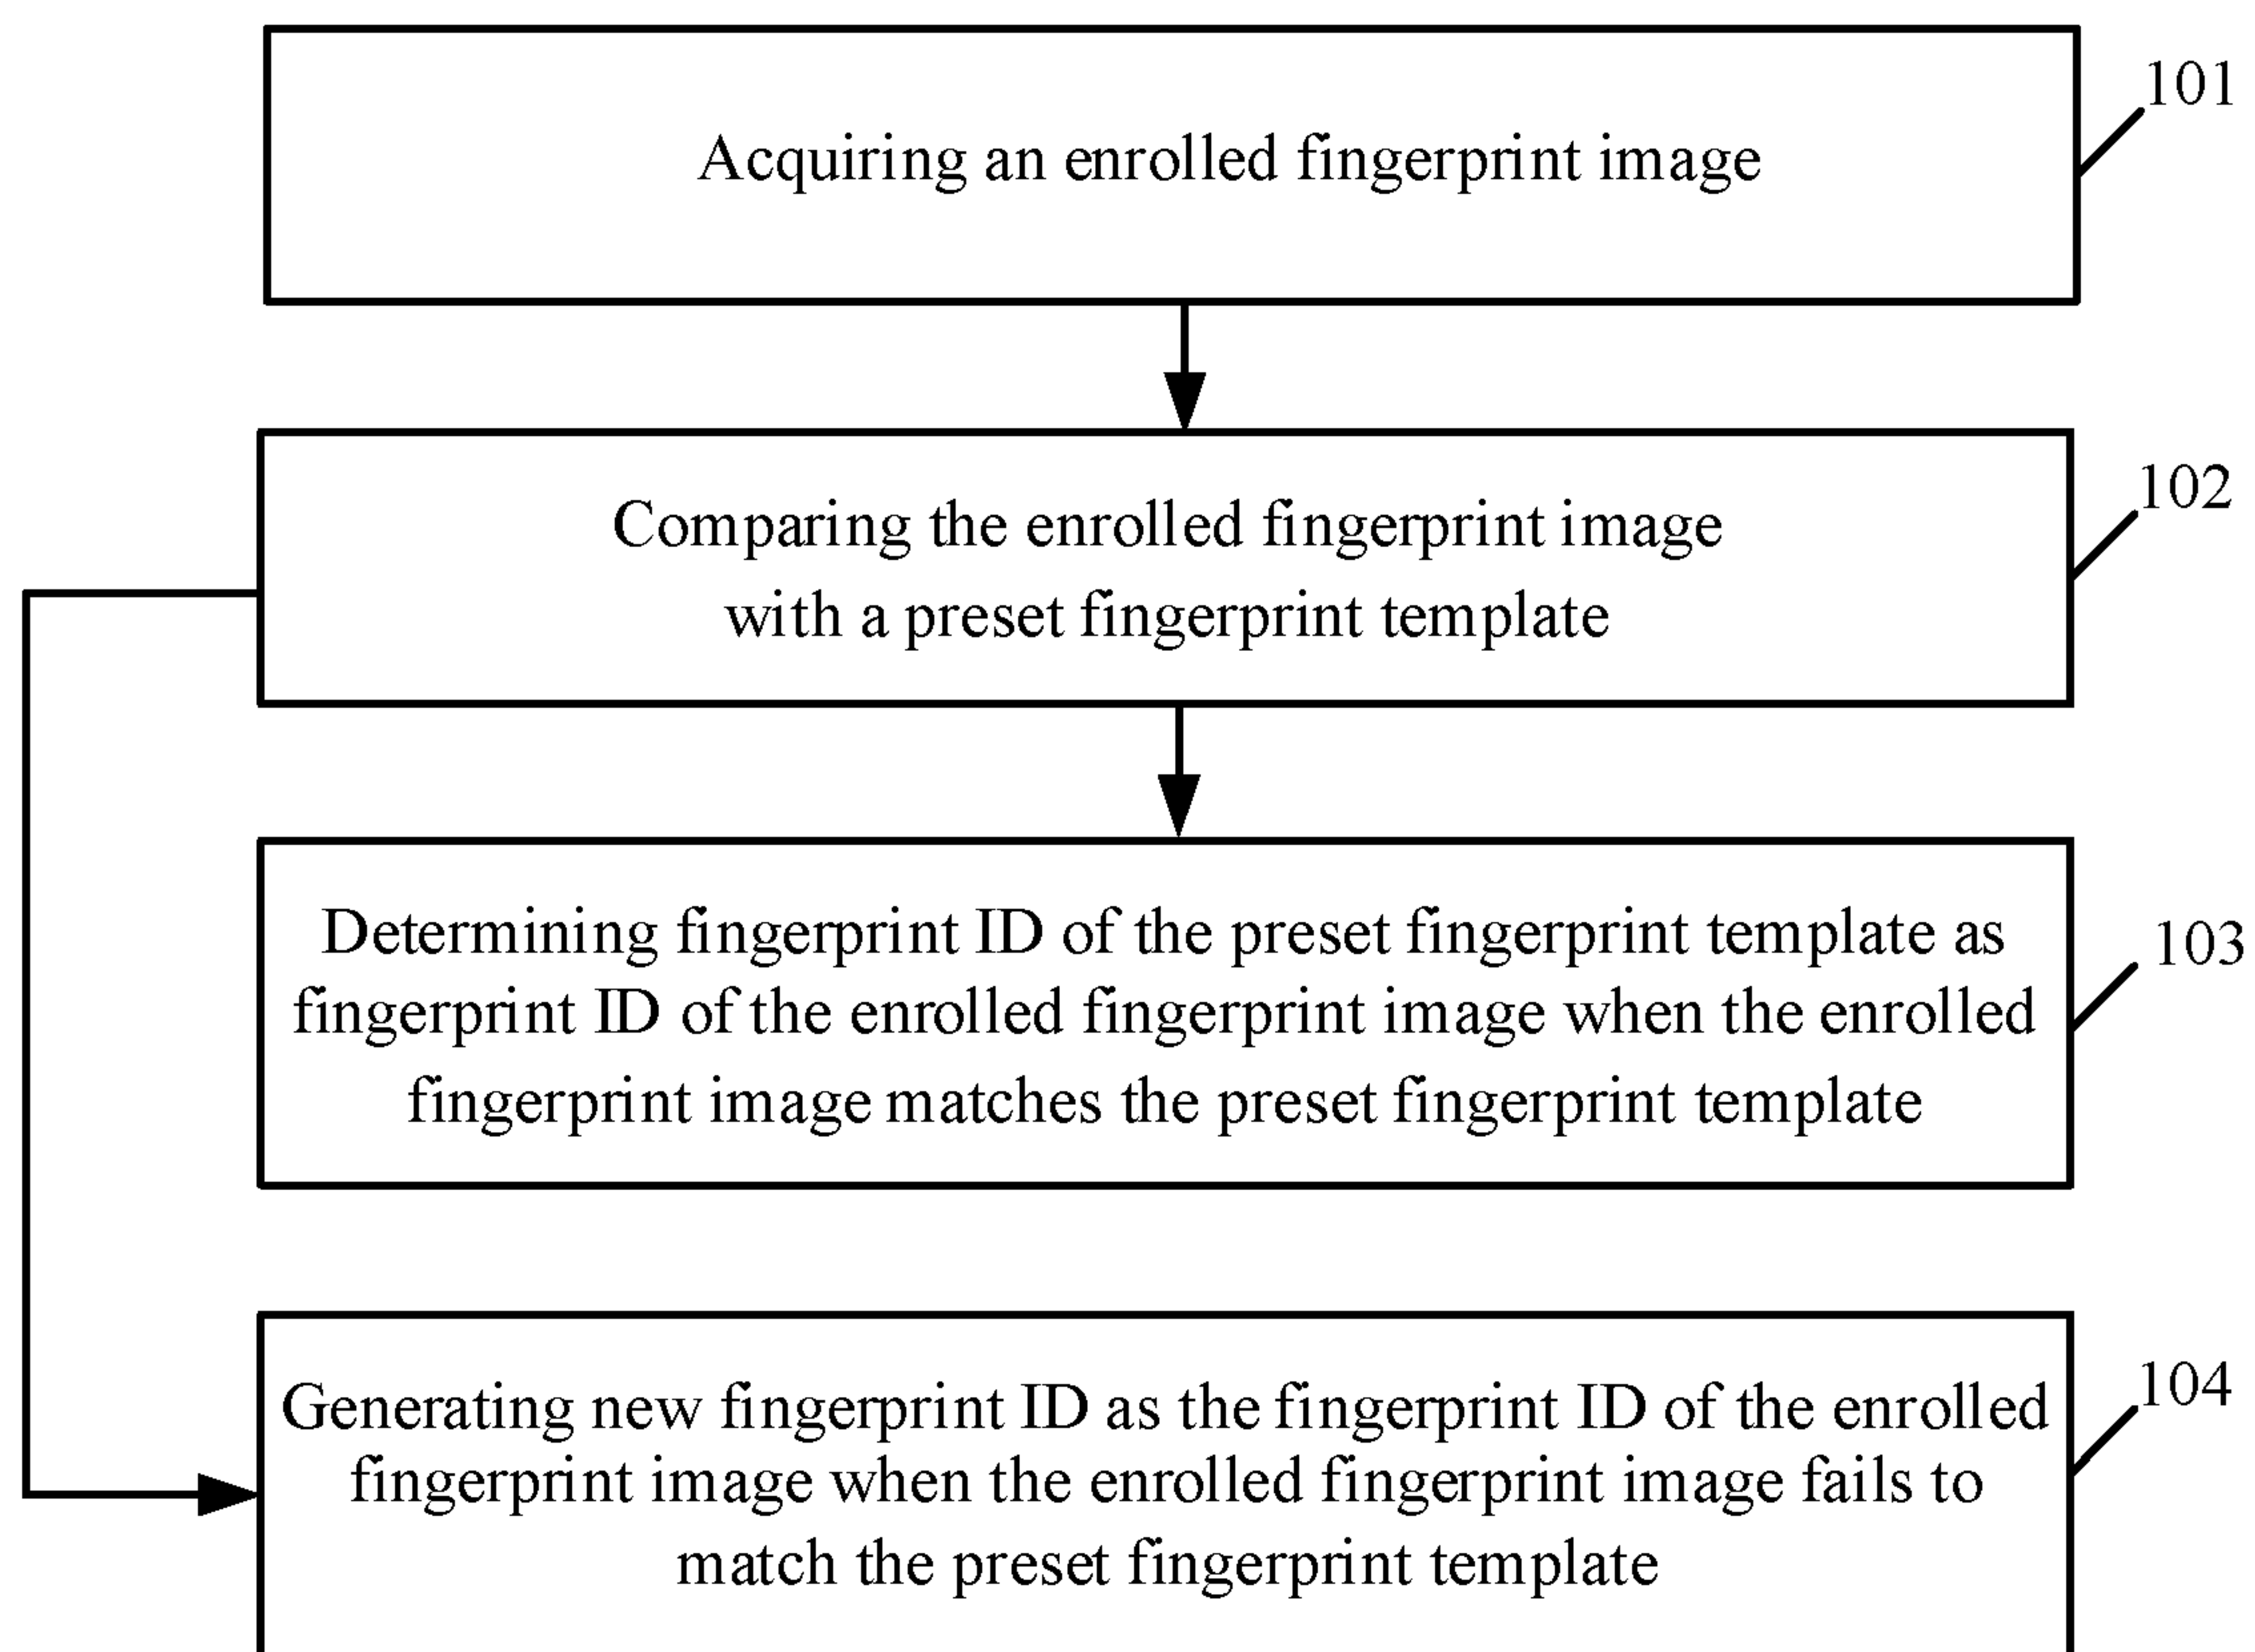 101
Acquiring an enrolled fingerprint image
102
Comparing the enrolled fingerprint image
with a preset fingerprint template
103
Determining fingerprint ID of the preset fingerprint template as
fingerprint ID of the enrolled fingerprint image when the enrolled
fingerprint image matches the preset fingerprint template
104
Generating new fingerprint ID as the fingerprint ID of the enrolled
fingerprint image when the enrolled fingerprint image fails to
match the preset fingerprint template